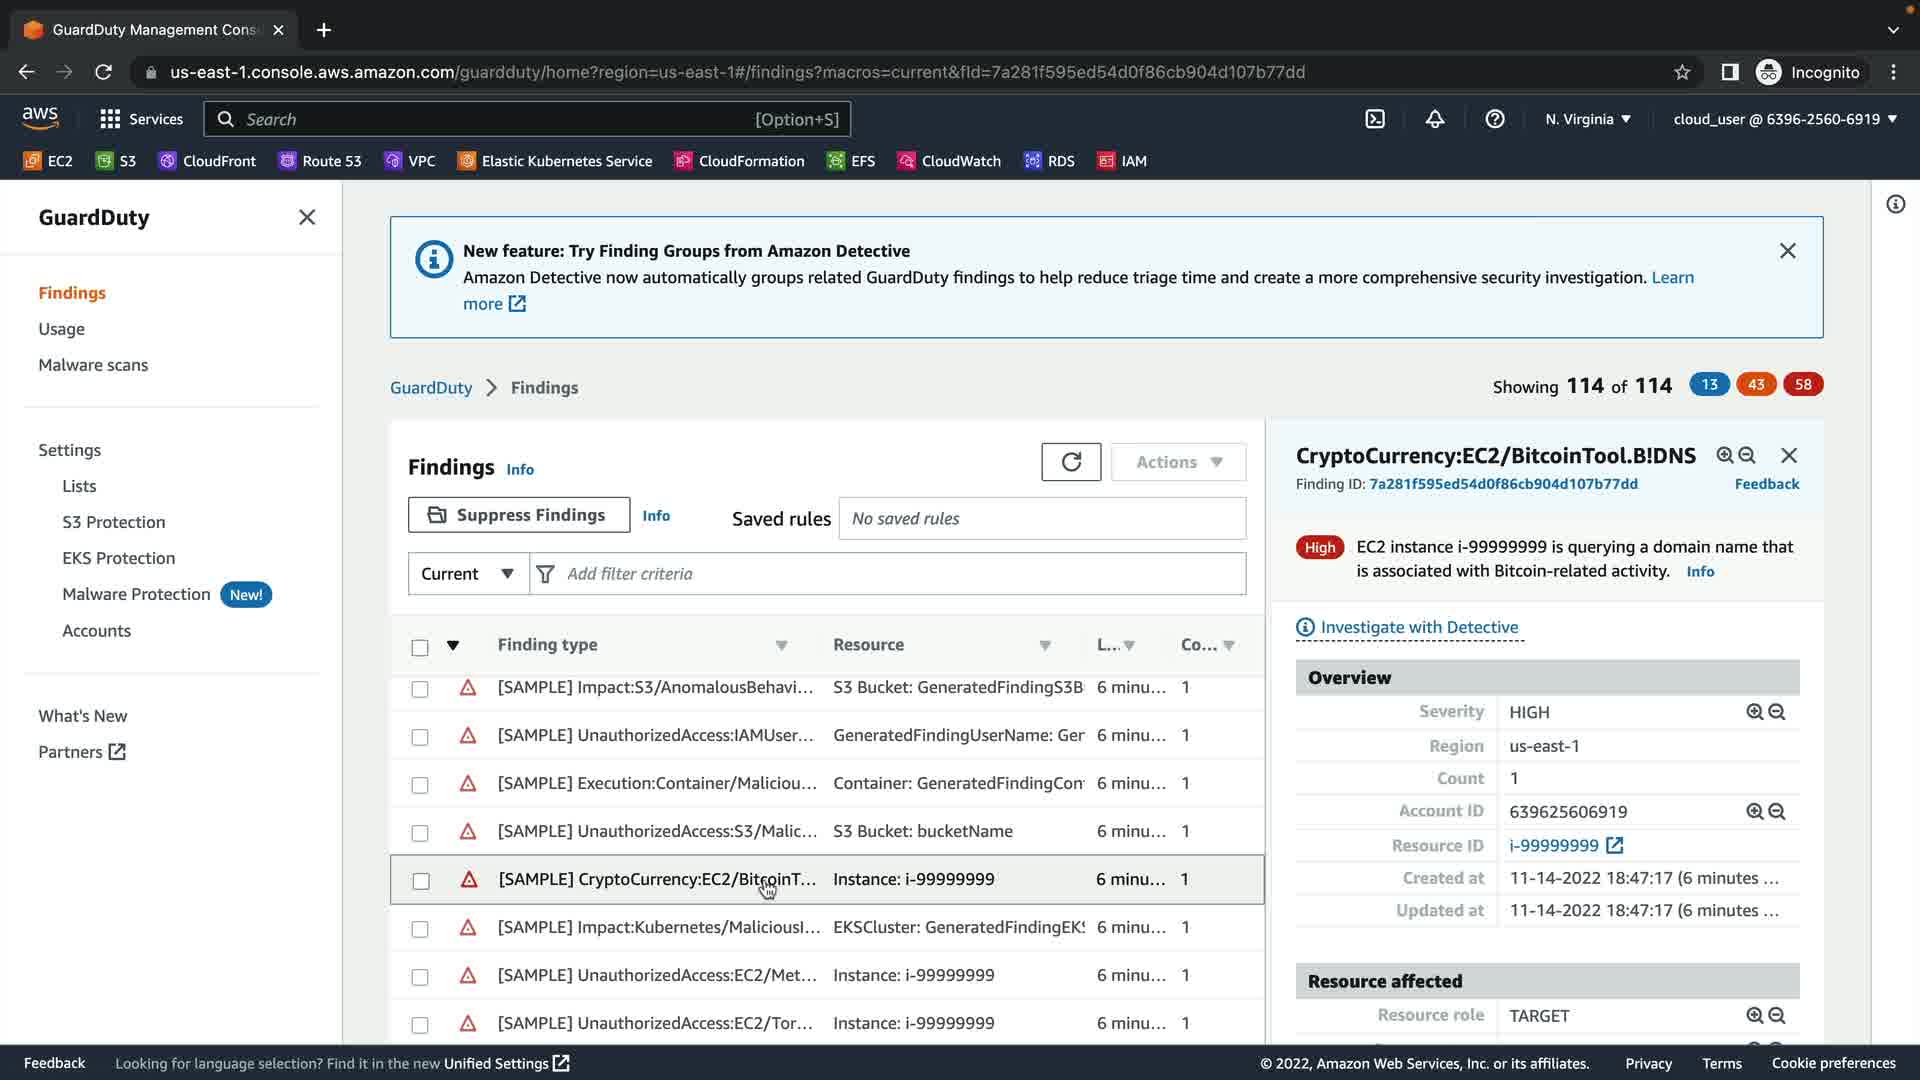 GuardDuty Management Cons
us-east-1.console.aws.amazon.com/guardduty/home?region=us-east-1#/findings?macros=current&fId=7a281f595ed54d0f86cb904d107b77dd
Incognito
aws
Services
Search
[Option+S]
N. Virginia
cloud_user @ 6396-2560-6919
EC2
S3
CloudFront
Route 53
VPC
Elastic Kubernetes Service
CloudFormation
EFS
CloudWatch
RDS
IAM
GuardDuty
Findings
Usage
Malware scans
Settings
Lists
S3 Protection
EKS Protection
Malware Protection New!
Accounts
What's New
Partners
New feature: Try Finding Groups from Amazon Detective
Amazon Detective now automatically groups related GuardDuty findings to help reduce triage time and create a more comprehensive security investigation. Learn
more
GuardDuty > Findings
Showing 114 of 114 13 43 58
Findings Info
Actions
Suppress Findings Info
Saved rules No saved rules
Current Add filter criteria
Finding type Resource L... Co...
[SAMPLE] Impact:S3/AnomalousBehavi... S3 Bucket: GeneratedFindingS3B 6 minu... 1
[SAMPLE] UnauthorizedAccess:IAMUser... GeneratedFindingUserName: Ger 6 minu... 1
[SAMPLE] Execution:Container/Maliciou... Container: GeneratedFindingCon 6 minu... 1
[SAMPLE] UnauthorizedAccess:S3/Malic... S3 Bucket: bucketName 6 minu... 1
[SAMPLE] CryptoCurrency:EC2/BitcoinT... Instance: i-99999999 6 minu... 1
[SAMPLE] Impact:Kubernetes/MaliciousI... EKSCluster: GeneratedFindingEKS 6 minu... 1
[SAMPLE] UnauthorizedAccess:EC2/Met... Instance: i-99999999 6 minu... 1
[SAMPLE] UnauthorizedAccess:EC2/Tor... Instance: i-99999999 6 minu... 1
CryptoCurrency:EC2/BitcoinTool.B!DNS
Finding ID: 7a281f595ed54d0f86cb904d107b77dd Feedback
High EC2 instance i-99999999 is querying a domain name that
is associated with Bitcoin-related activity. Info
Investigate with Detective
Overview
Severity HIGH
Region us-east-1
Count 1
Account ID 639625606919
Resource ID i-99999999
Created at 11-14-2022 18:47:17 (6 minutes ...
Updated at 11-14-2022 18:47:17 (6 minutes ...
Resource affected
Resource role TARGET
Feedback
Looking for language selection? Find it in the new Unified Settings
© 2022, Amazon Web Services, Inc. or its affiliates.
Privacy
Terms
Cookie preferences